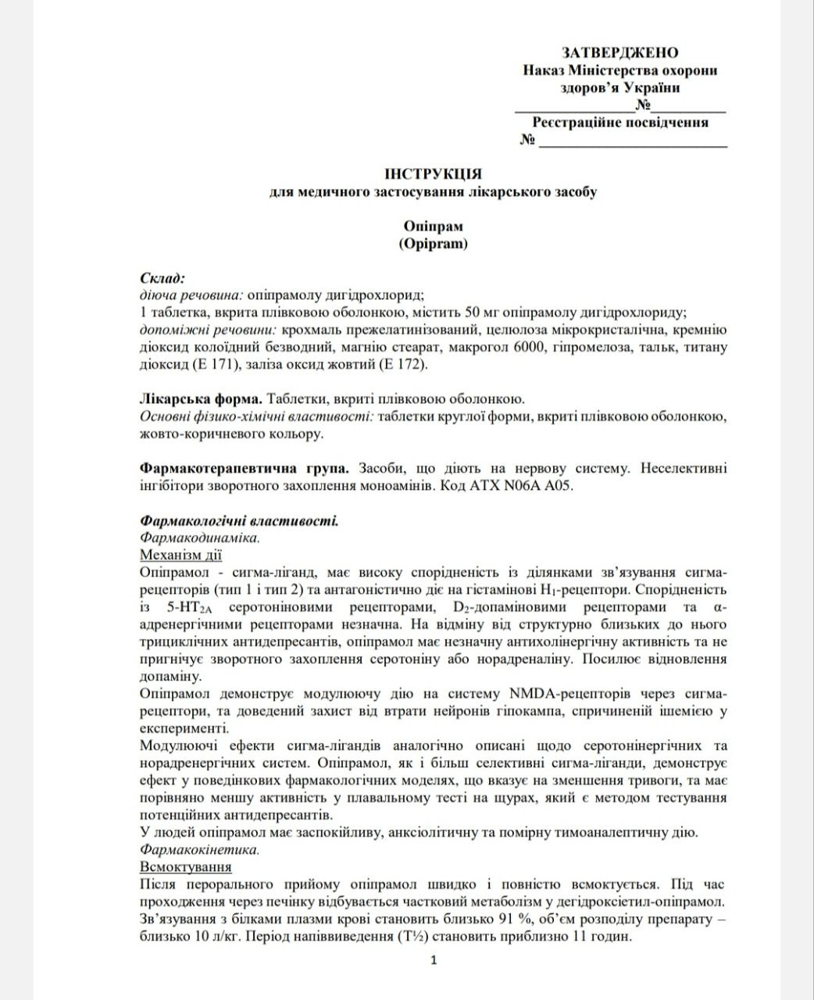 ЗАТВЕРДЖЕНО
Наказ Міністерства охорони
здоров’я України
________________№__________
Реєстраційне посвідчення
№ _________________________
ІНСТРУКЦІЯ
для медичного застосування лікарського засобу
Опіпрам
(Opipram)
Склад:
діюча речовина: опіпрамолу дигідрохлорид;
1 таблетка, вкрита плівковою оболонкою, містить 50 мг опіпрамолу дигідрохлориду;
допоміжні речовини: крохмаль прежелатинізований, целюлоза мікрокристалічна, кремнію
діоксид колоїдний безводний, магнію стеарат, макрогол 6000, гіпромелоза, тальк, титану
діоксид (Е 171), заліза оксид жовтий (Е 172).
Лікарська форма. Таблетки, вкриті плівковою оболонкою.
Основні фізико-хімічні властивості: таблетки круглої форми, вкриті плівковою оболонкою,
жовто-коричневого кольору.
Фармакотерапевтична група. Засоби, що діють на нервову систему. Неселективні
інгібітори зворотного захоплення моноамінів. Код АТХ N06A A05.
Фармакологічні властивості.
Фармакодинаміка.
Механізм дії
Опіпрамол - сигма-ліганд, має високу спорідненість із ділянками зв’язування сигма-
рецепторів (тип 1 і тип 2) та антагоністично діє на гістамінові H₁-рецептори. Спорідненість
із 5-HT2A серотоніновими рецепторами, D₂-допаміновими рецепторами та α-
адренергічними рецепторами незначна. На відміну від структурно близьких до нього
трициклічних антидепресантів, опіпрамол має незначну антихолінергічну активність та не
пригнічує зворотного захоплення серотоніну або норадреналіну. Посилює відновлення
допаміну.
Опіпрамол демонструє модулюючу дію на систему NMDA-рецепторів через сигма-
рецептори, та доведений захист від втрати нейронів гіпокампа, спричиненій ішемією у
експерименті.
Модулюючі ефекти сигма-лігандів аналогічно описані щодо серотонінергічних та
норадренергічних систем. Опіпрамол, як і більш селективні сигма-ліганди, демонструє
ефект у поведінкових фармакологічних моделях, що вказує на зменшення тривоги, та має
порівняно меншу активність у плавальному тесті на щурах, який є методом тестування
потенційних антидепресантів.
У людей опіпрамол має заспокійливу, анксіолітичну та помірну тимоаналептичну дію.
Фармакокінетика.
Всмоктування
Після перорального прийому опіпрамол швидко і повністю всмоктується. Під час
проходження через печінку відбувається частковий метаболізм у дегідроксіетил-опіпрамол.
Зв’язування з білками плазми крові становить близько 91 %, об’єм розподілу препарату –
близько 10 л/кг. Період напіввиведення (Т½) становить приблизно 11 годин.
1